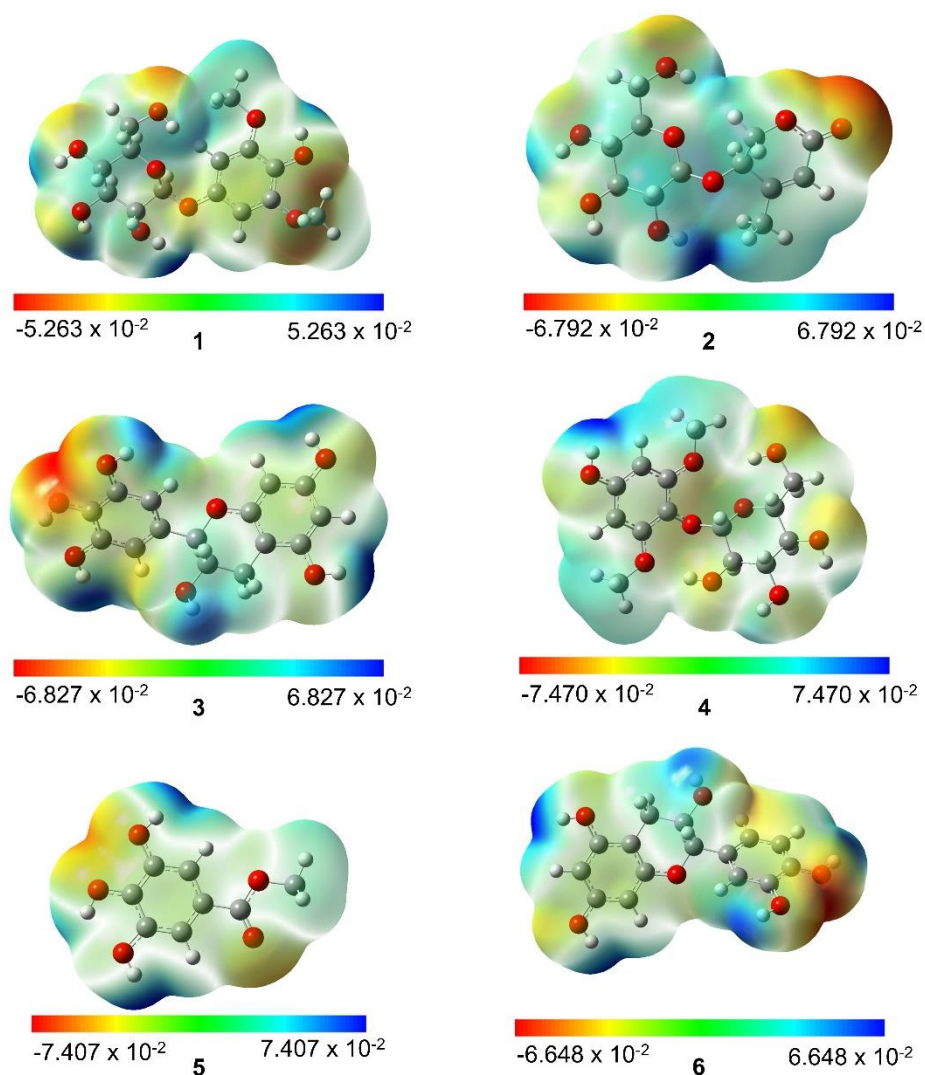 -5.263 x 10⁻² 5.263 x 10⁻²
1
-6.792 x 10⁻² 6.792 x 10⁻²
2
-6.827 x 10⁻² 6.827 x 10⁻²
3
-7.470 x 10⁻² 7.470 x 10⁻²
4
-7.407 x 10⁻² 7.407 x 10⁻²
5
-6.648 x 10⁻² 6.648 x 10⁻²
6